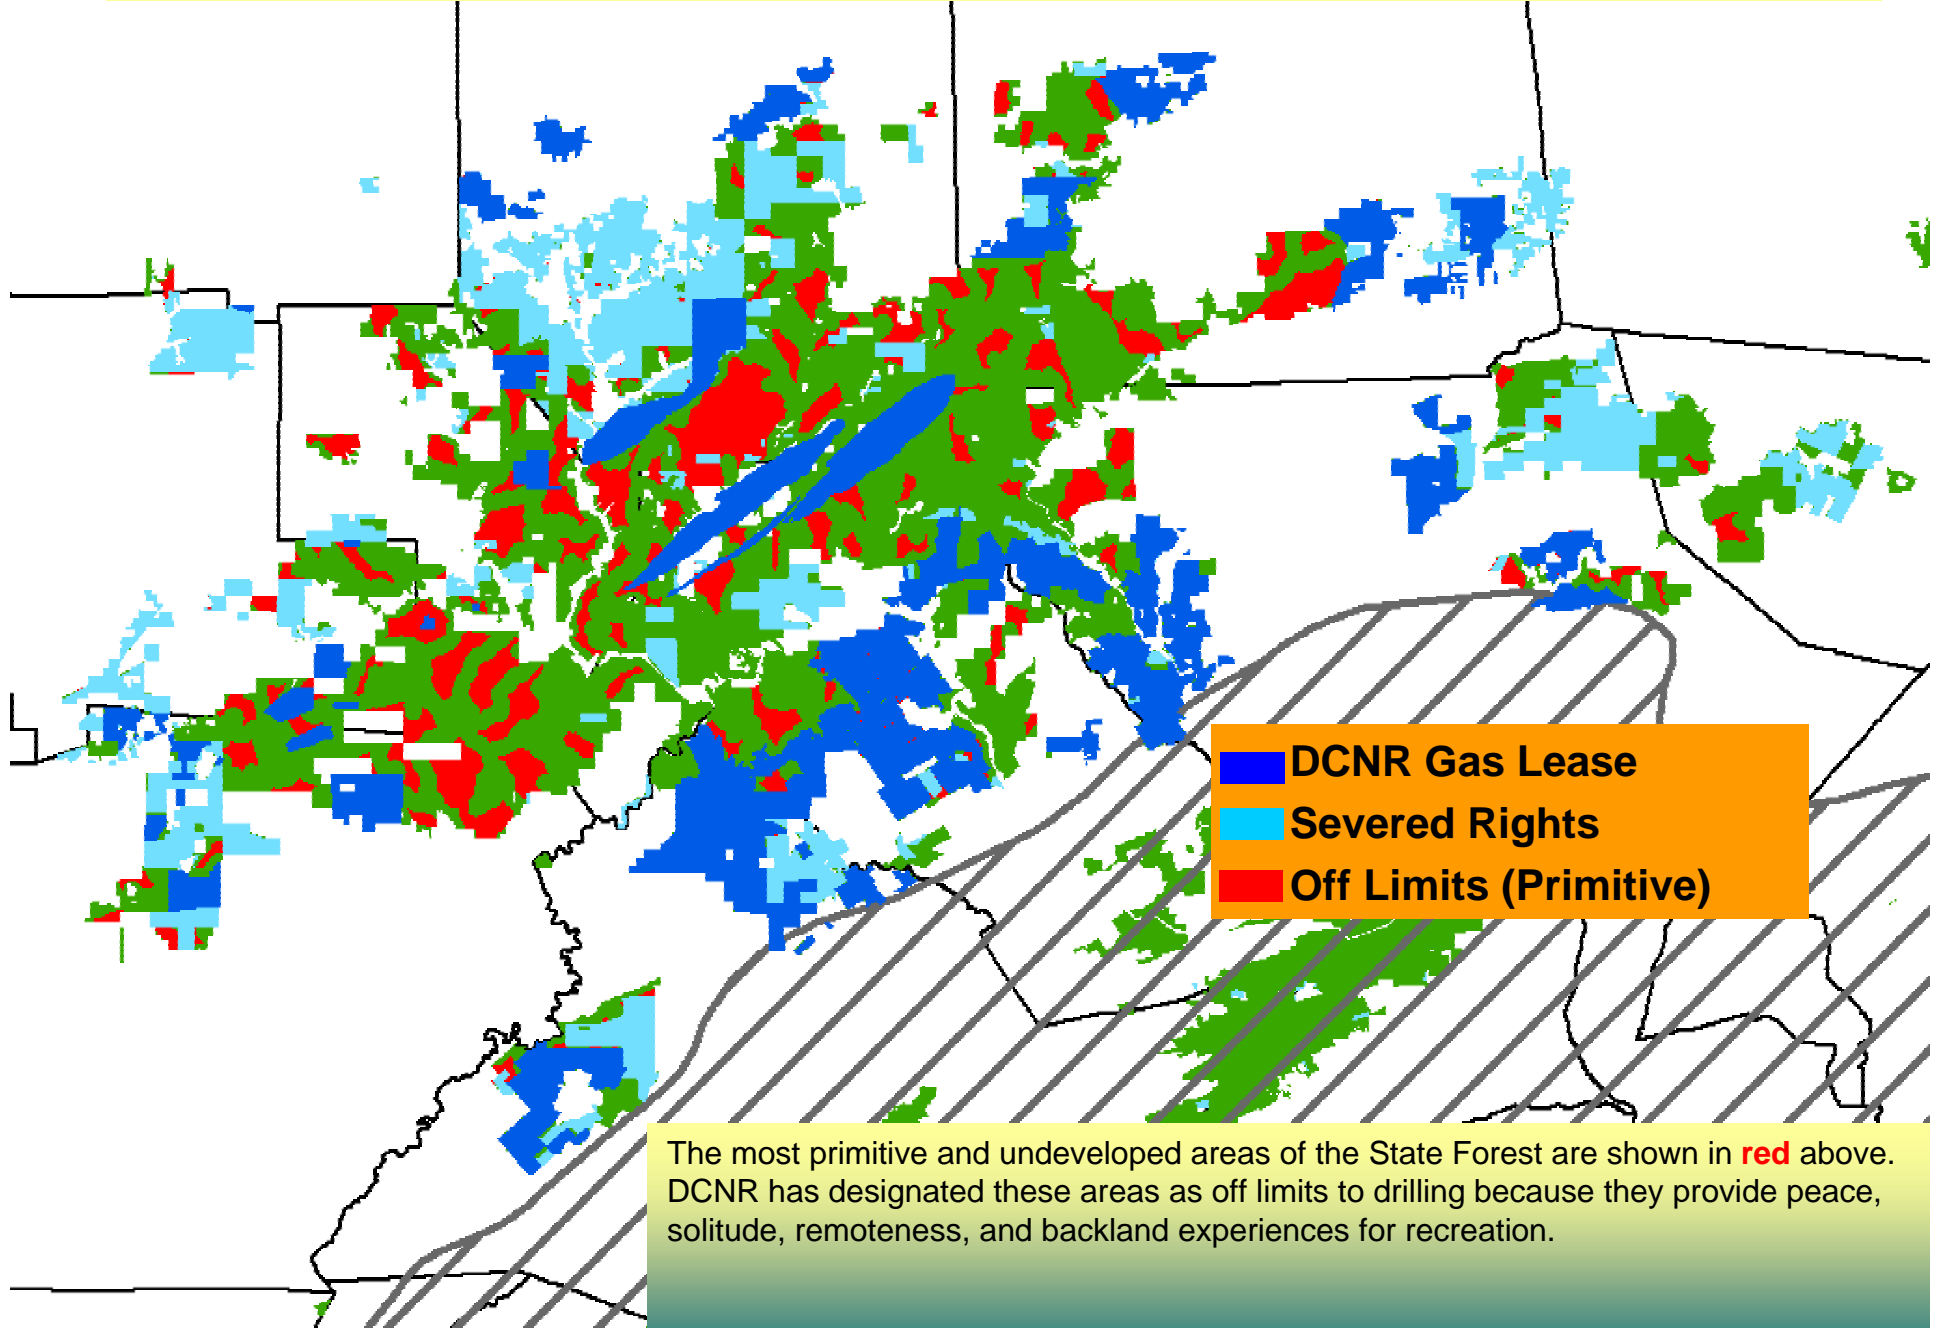 DCNR Gas Lease
Severed Rights
Off Limits (Primitive)
The most primitive and undeveloped areas of the State Forest are shown in red above.
DCNR has designated these areas as off limits to drilling because they provide peace,
solitude, remoteness, and backland experiences for recreation.